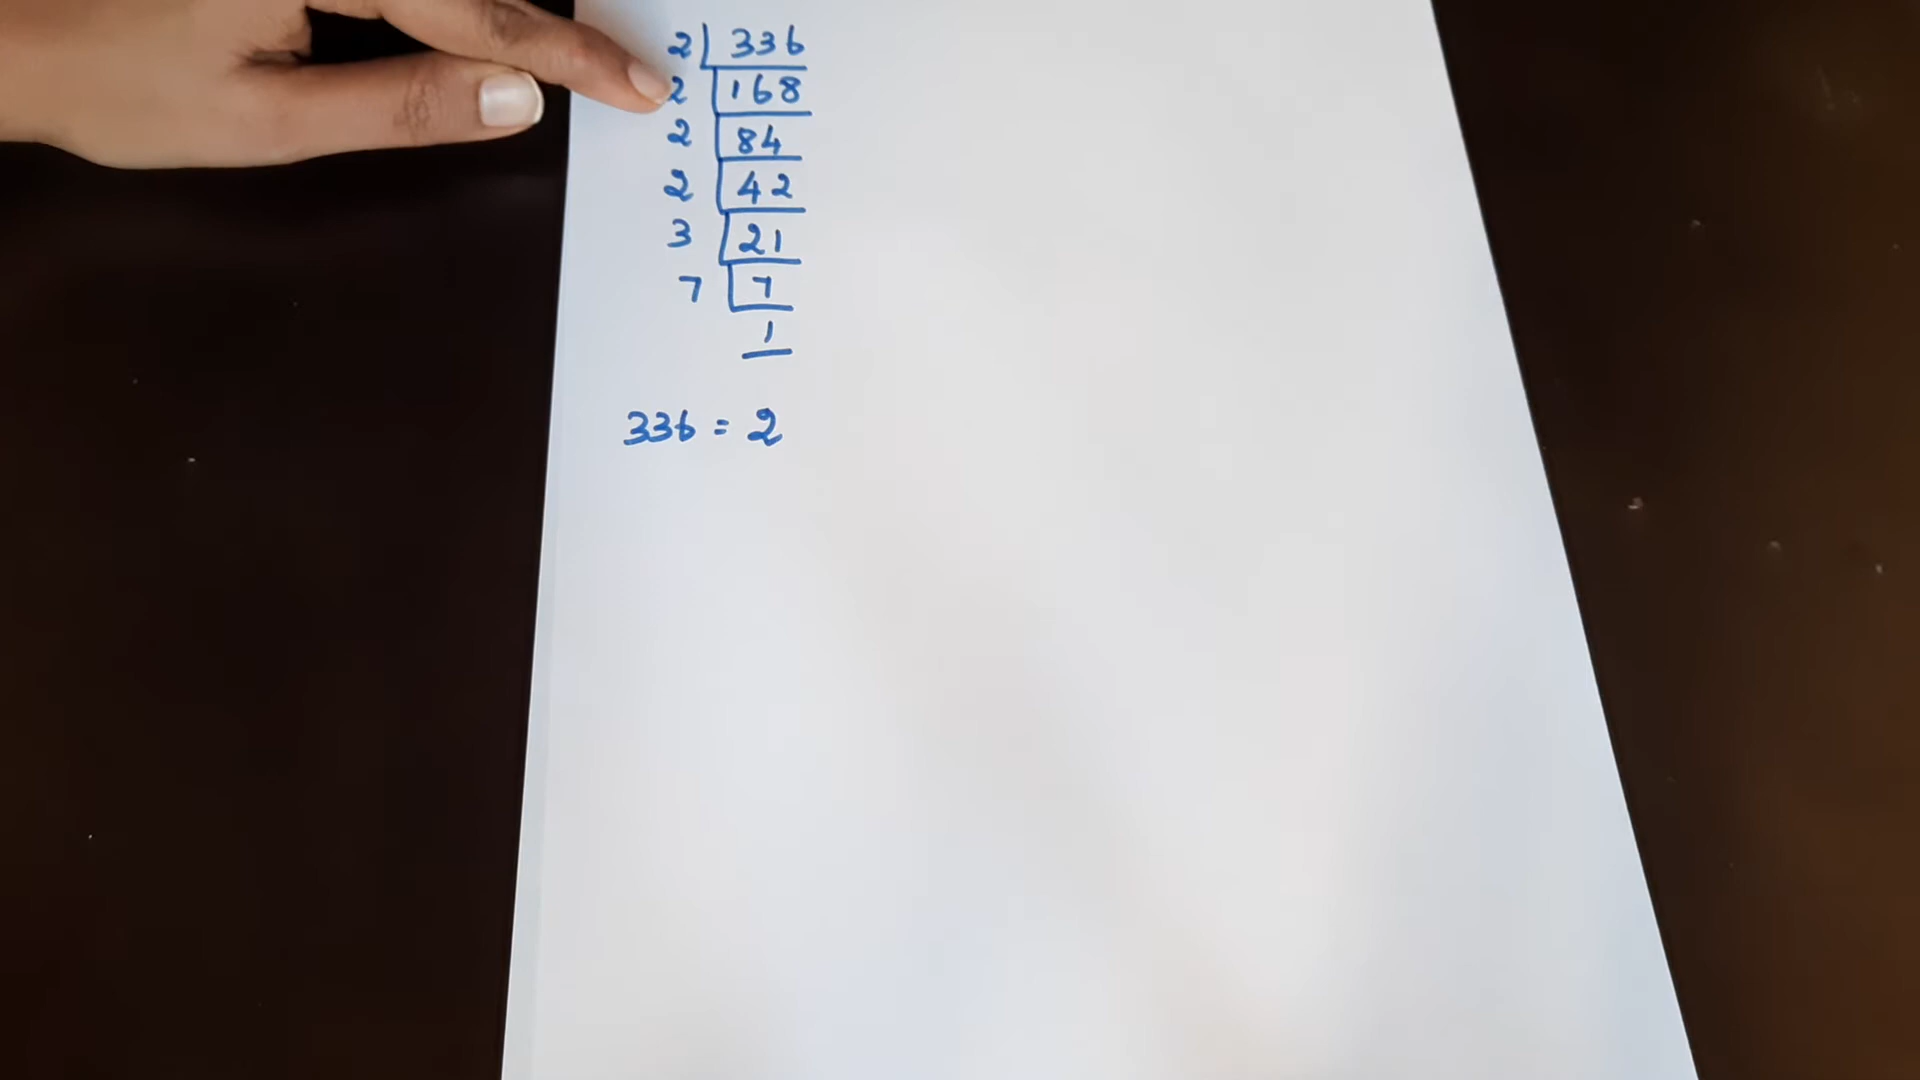 2 | 336
2 | 168
2 | 84
2 | 42
3 | 21
7 | 7
1
336 = 2